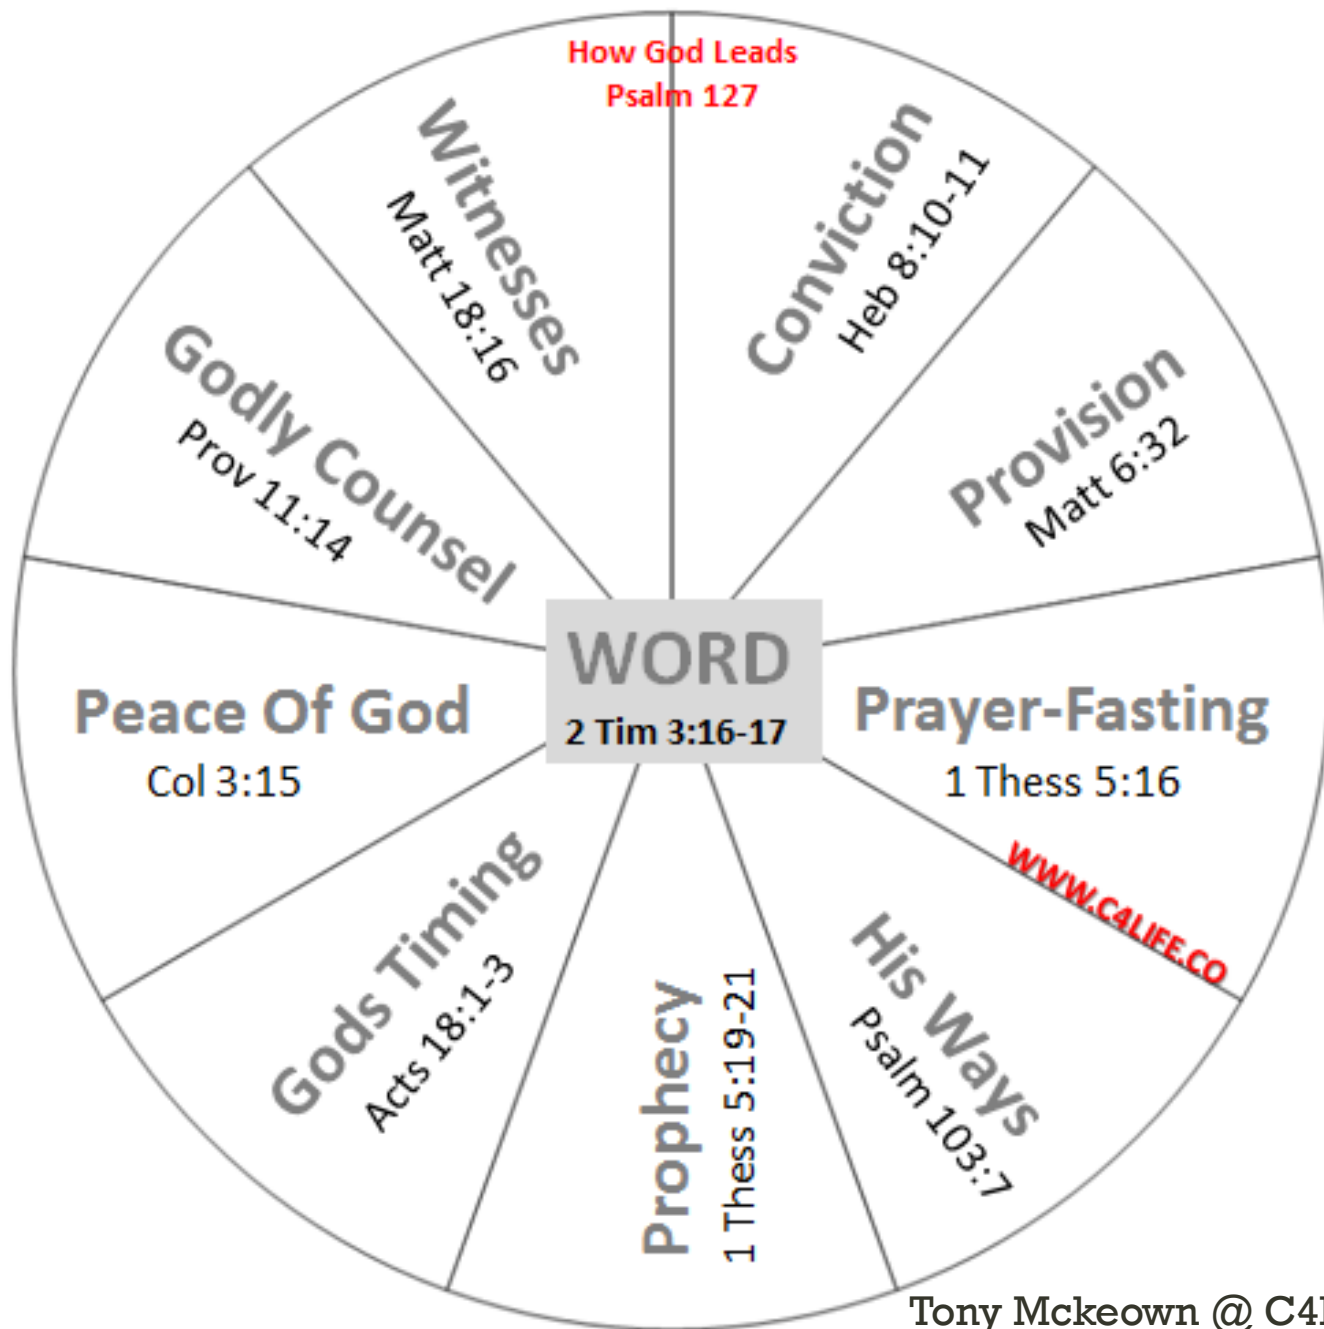 How God Leads
Psalm 127
Witnesses
Matt 18:16
Conviction
Heb 8:10-11
Godly Counsel
Prov 11:14
Provision
Matt 6:32
WORD
2 Tim 3:16-17
Peace Of God
Col 3:15
Prayer-Fasting
1 Thess 5:16
WWW.C4LIFE.CO
Gods Timing
Acts 18:1-3
Prophecy
1 Thess 5:19-21
His Ways
Psalm 103:7
Tony Mckeown @